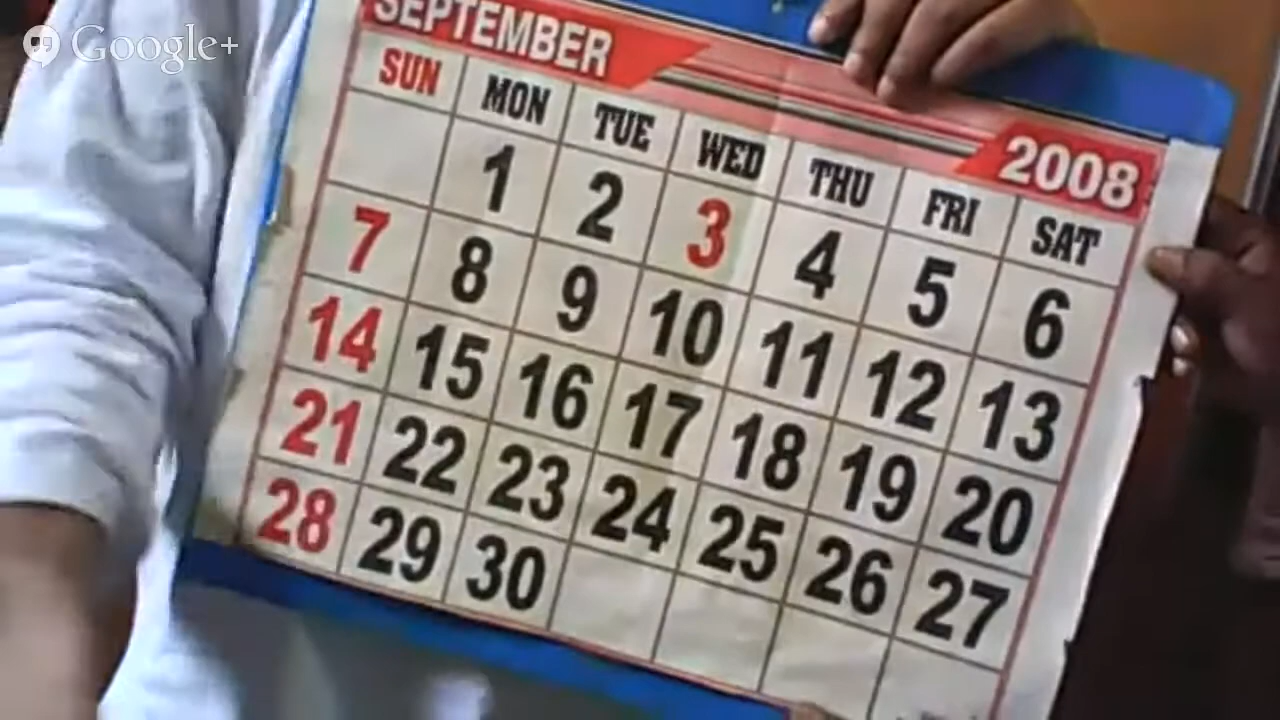 Google+
SEPTEMBER
2008
SUN MON TUE WED THU FRI SAT
1 2 3 4 5 6
7 8 9 10 11 12 13
14 15 16 17 18 19 20
21 22 23 24 25 26 27
28 29 30